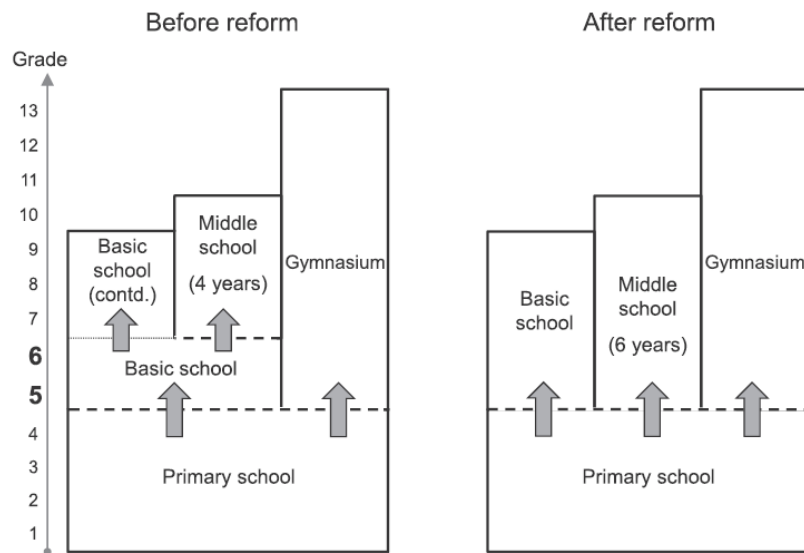 Before reform
After reform
Grade
13
12
11
10
9
8
7
6
5
4
3
2
1
Basic
school
(contd.)
Middle
school
(4 years)
Gymnasium
Basic school
Primary school
Basic
school
Middle
school
(6 years)
Gymnasium
Primary school